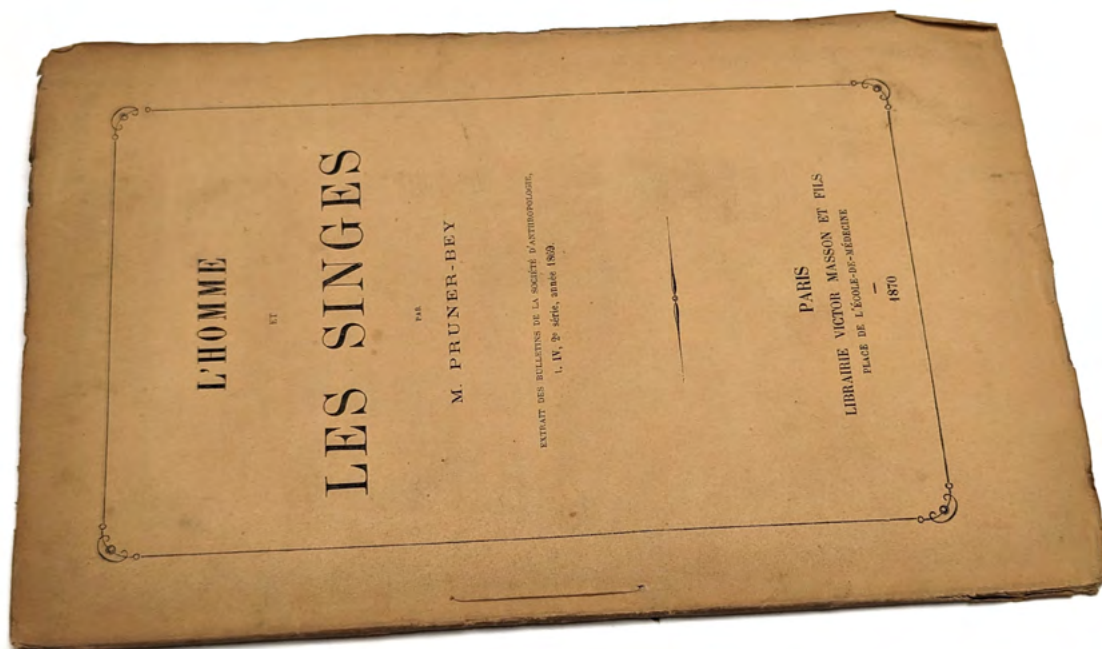 L'HOMME
ET
LES SINGES
PAR
M. PRUNER-BEY
EXTRAIT DES BULLETINS DE LA SOCIÉTÉ D'ANTHROPOLOGIE,
t. IV, 2e série, année 1869.
PARIS
LIBRAIRIE VICTOR MASSON ET FILS
PLACE DE L'ÉCOLE-DE-MÉDECINE
—
1870